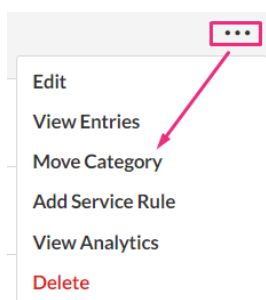 ...
Edit
View Entries
Move Category
Add Service Rule
View Analytics
Delete